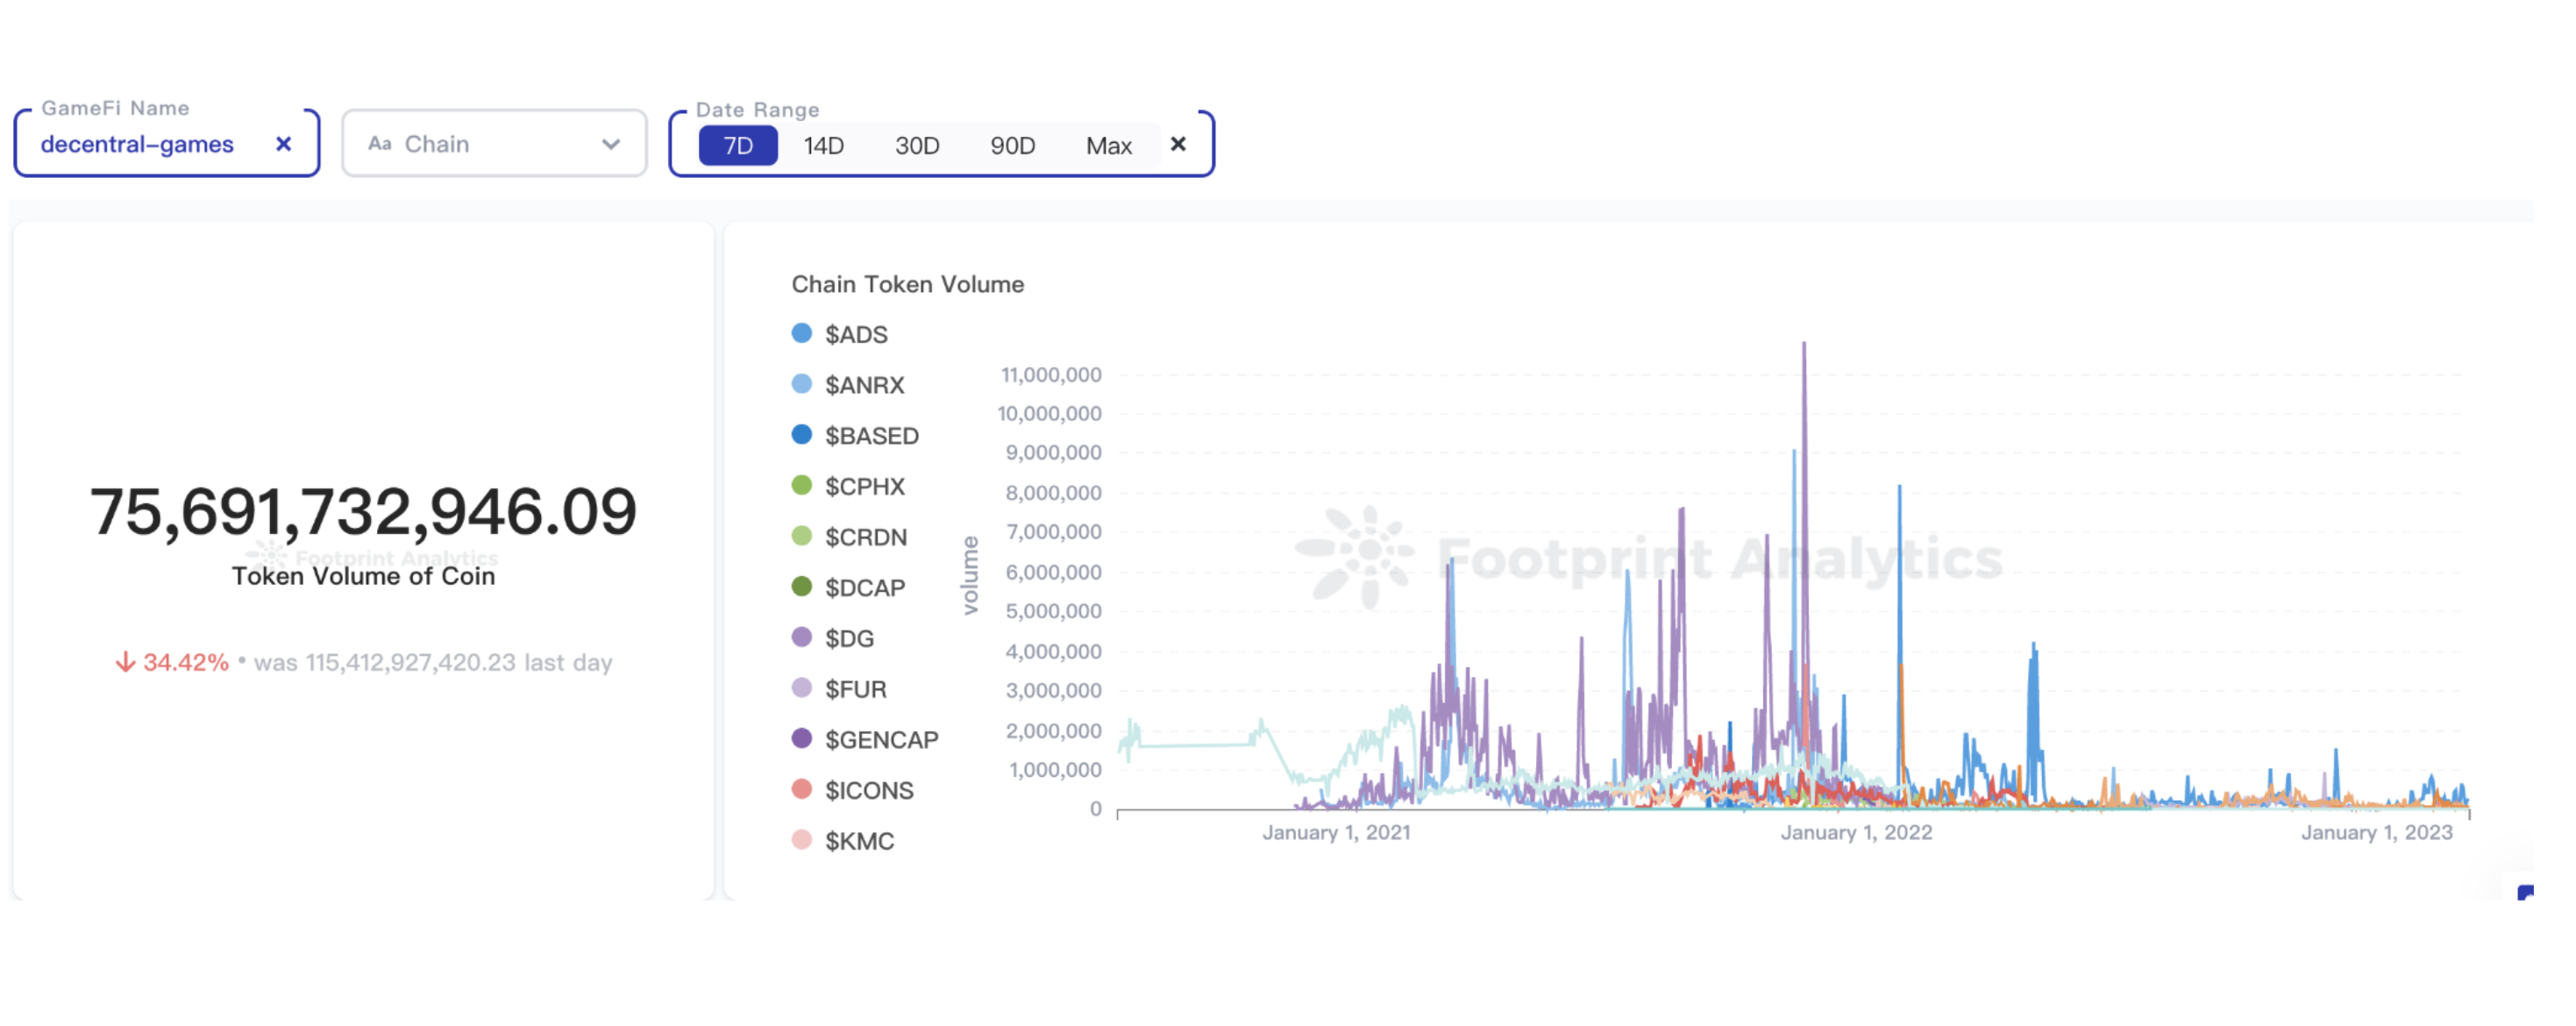 GameFi Name
decentral-games
Aa Chain
Date Range
7D 14D 30D 90D Max
75,691,732,946.09
Footprint Analytics
Token Volume of Coin
34.42% • was 115,412,927,420.23 last day
Chain Token Volume
$ADS
$ANRX
$BASED
$CPHX
$CRDN
$DCAP
$DG
$FUR
$GENCAP
$ICONS
$KMC
volume
11,000,000
10,000,000
9,000,000
8,000,000
7,000,000
6,000,000
5,000,000
4,000,000
3,000,000
2,000,000
1,000,000
0
Footprint Analytics
January 1, 2021 January 1, 2022 January 1, 2023